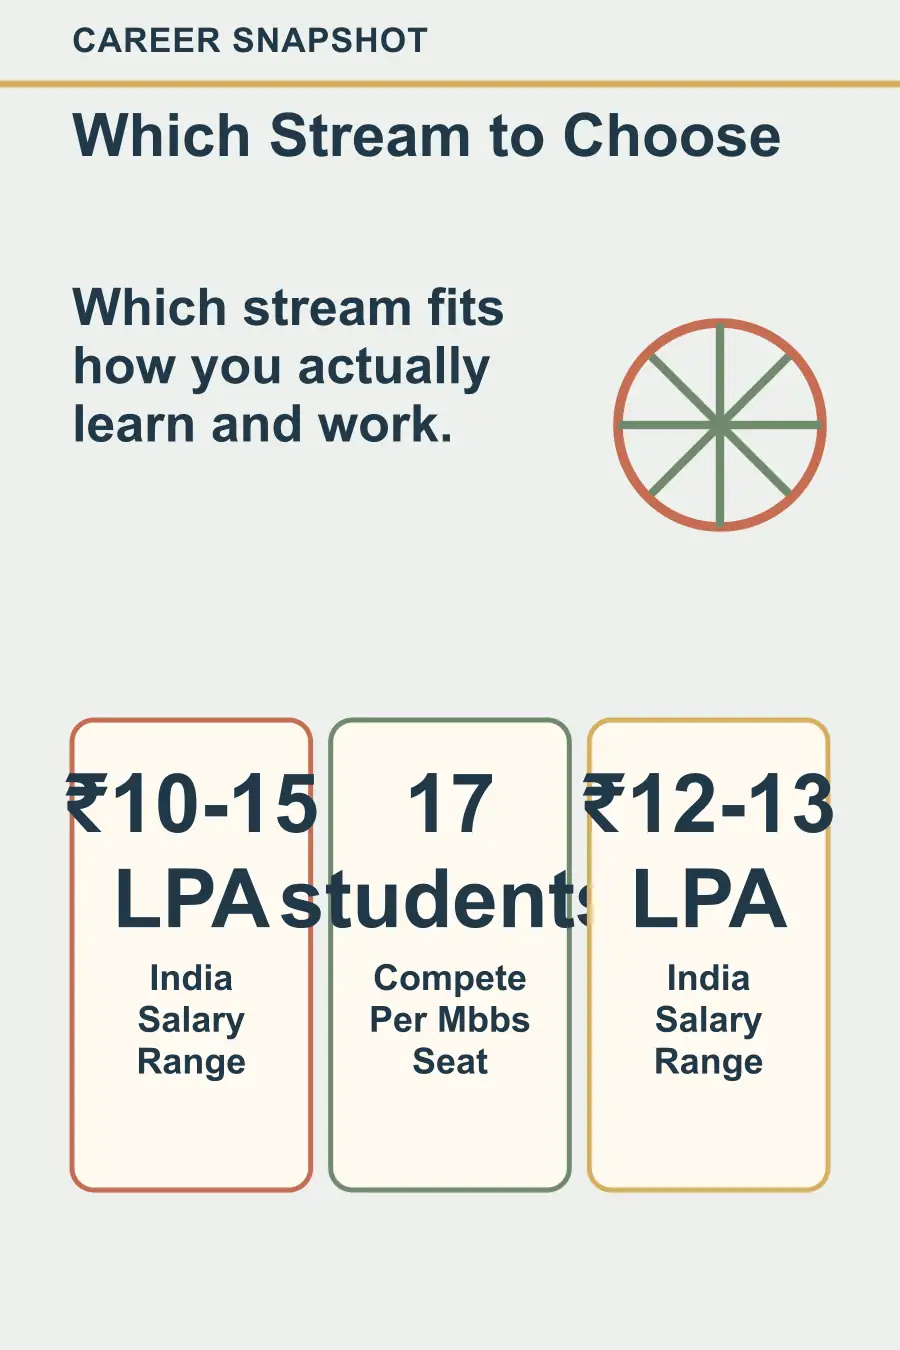 CAREER SNAPSHOT
Which Stream to Choose
Which stream fits
how you actually
learn and work.
₹10-15
LPA
India
Salary
Range
17
students
Compete
Per Mbbs
Seat
₹12-13
LPA
India
Salary
Range